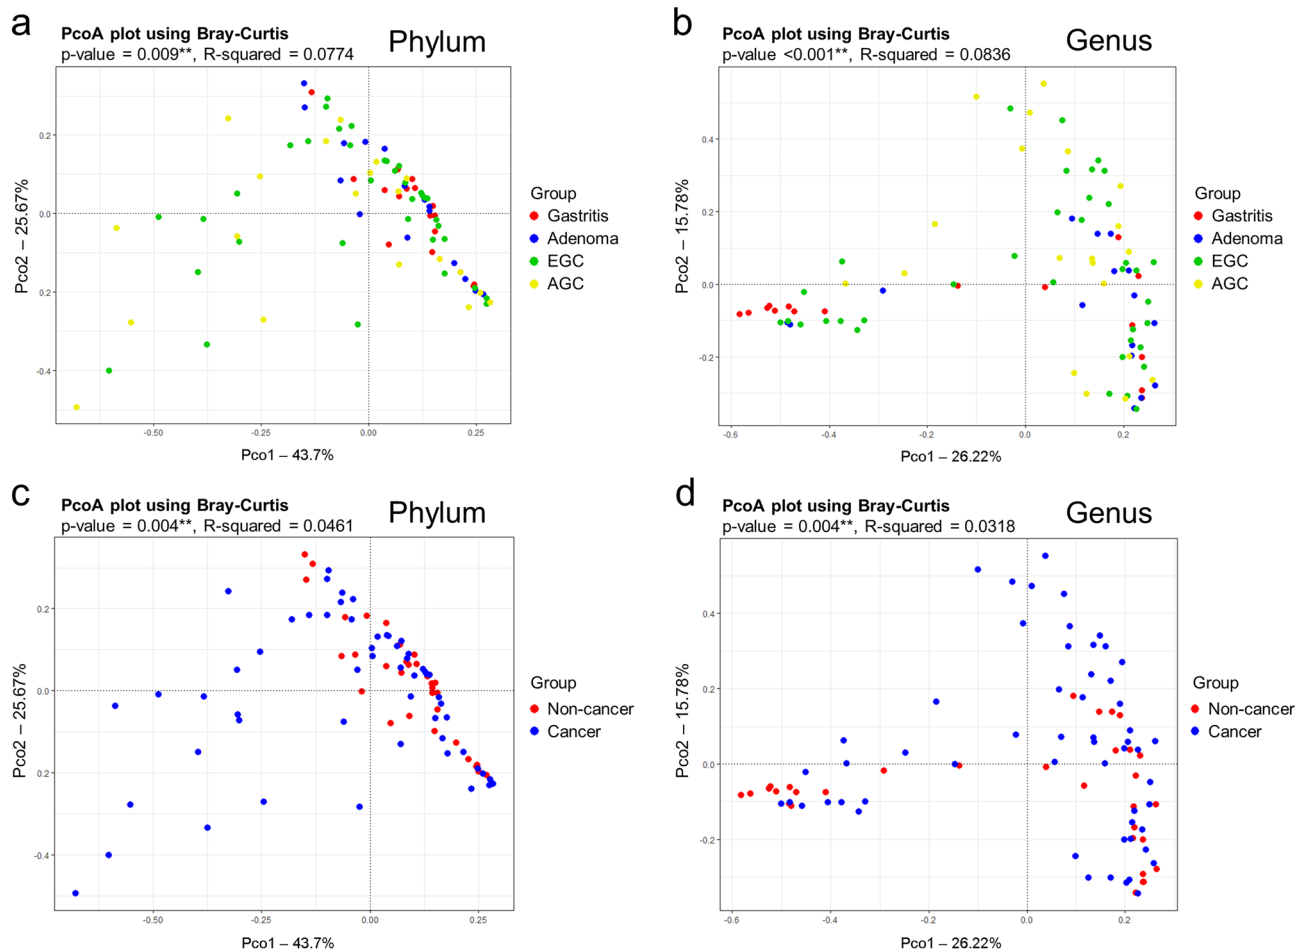 a
PcoA plot using Bray-Curtis
p-value = 0.009**, R-squared = 0.0774
Phylum
Pco2 – 25.67%
0.2
0.0
0.2
-0.4
-0.50
-0.25
0.00
0.25
Pco1 – 43.7%
Group
Gastritis
Adenoma
EGC
AGC
b
PcoA plot using Bray-Curtis
p-value <0.001**, R-squared = 0.0836
Genus
Pco2 – 15.78%
0.4
0.2
0.0
-0.2
-0.6
-0.4
-0.2
0.0
0.2
Pco1 – 26.22%
Group
Gastritis
Adenoma
EGC
AGC
c
PcoA plot using Bray-Curtis
p-value = 0.004**, R-squared = 0.0461
Phylum
Pco2 – 25.67%
0.2
0.0
0.2
-0.4
-0.50
-0.25
0.00
0.25
Pco1 – 43.7%
Group
Non-cancer
Cancer
d
PcoA plot using Bray-Curtis
p-value = 0.004**, R-squared = 0.0318
Genus
Pco2 – 15.78%
0.4
0.2
0.0
-0.2
-0.6
-0.4
-0.2
0.0
0.2
Pco1 – 26.22%
Group
Non-cancer
Cancer